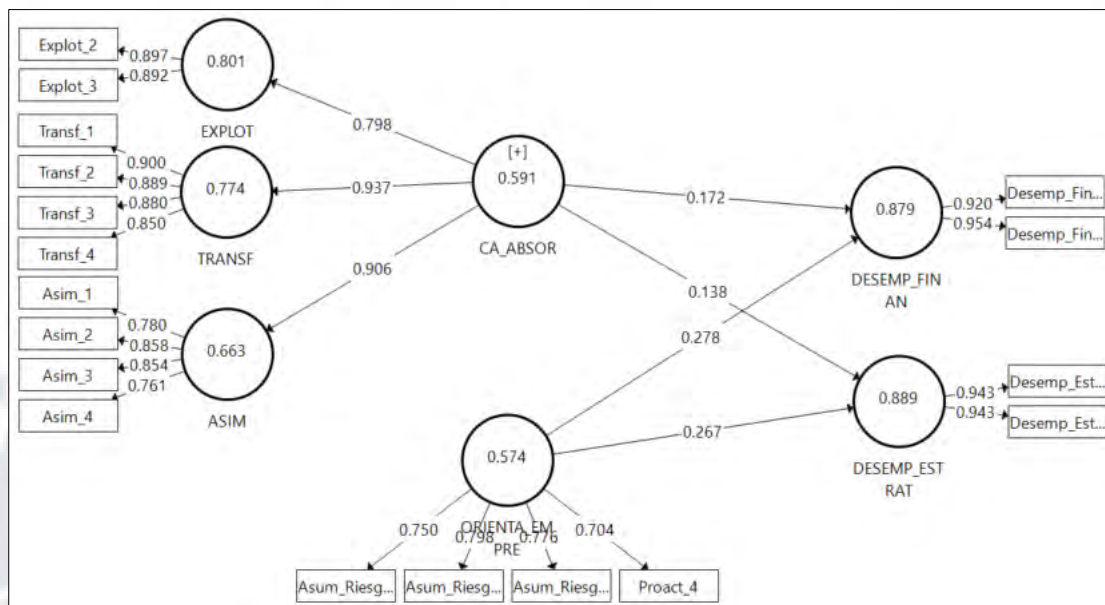 Explot_2
Explot_3
0.897
0.892
0.801
EXPLOT
Transf_1
Transf_2
Transf_3
Transf_4
0.900
0.889
0.880
0.850
0.774
TRANSF
Asim_1
Asim_2
Asim_3
Asim_4
0.780
0.858
0.854
0.761
0.663
ASIM
0.798
0.937
0.906
[+]
0.591
CA_ABSOR
0.172
0.138
0.278
0.267
0.879
DESEMP_FIN
AN
0.920
0.954
Desemp_Fin...
Desemp_Fin...
0.889
DESEMP_EST
RAT
0.943
0.943
Desemp_Est...
Desemp_Est...
0.574
ORIENTA_EM
PRE
0.750
0.798
0.776
0.704
Asum_Riesg...
Asum_Riesg...
Asum_Riesg...
Proact_4